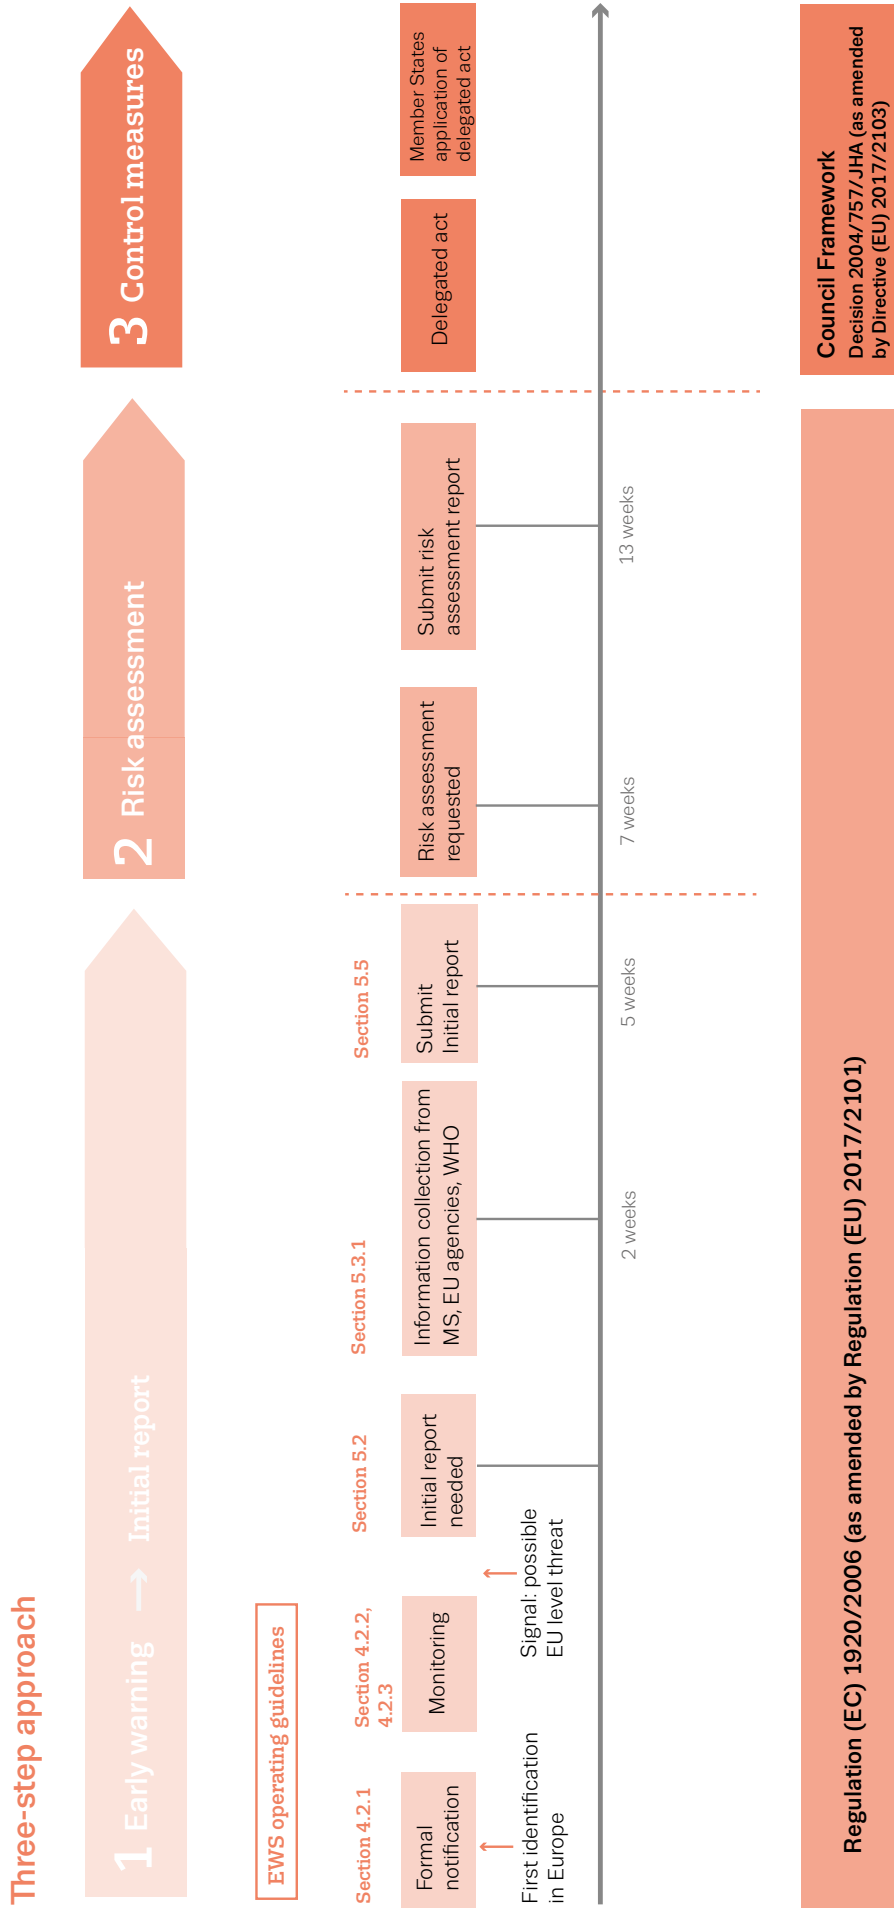 Three-step approach
1 Early warning → Initial report
2 Risk assessment
3 Control measures
EWS operating guidelines
Section 4.2.1
Section 4.2.2,
4.2.3
Section 5.2
Section 5.3.1
Section 5.5
Formal
notification
Monitoring
Initial report
needed
Information collection from
MS, EU agencies, WHO
Submit
Initial report
Risk assessment
requested
Submit risk
assessment report
Delegated act
Member States
application of
delegated act
First identification
in Europe
Signal: possible
EU level threat
2 weeks
5 weeks
7 weeks
13 weeks
Regulation (EC) 1920/2006 (as amended by Regulation (EU) 2017/2101)
Council Framework
Decision 2004/757/JHA (as amended
by Directive (EU) 2017/2103)